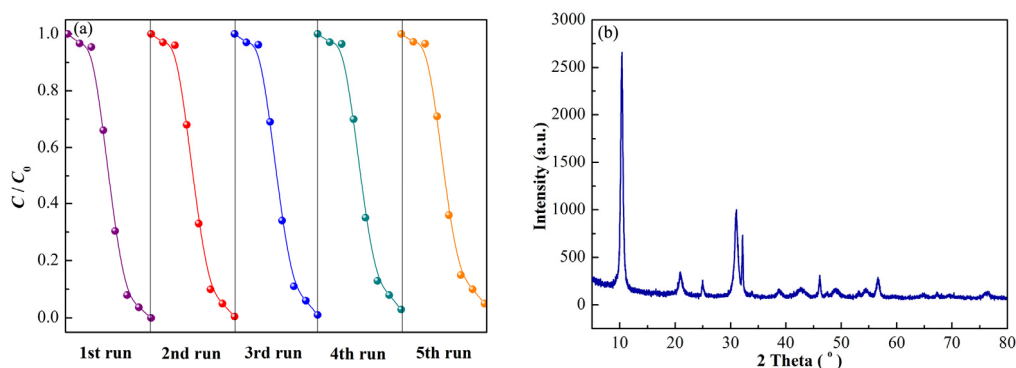 (a)
1.0
0.8
0.6
0.4
0.2
0.0
C / C0
1st run 2nd run 3rd run 4th run 5th run
(b)
3000
2500
2000
1500
1000
500
0
Intensity (a.u.)
10 20 30 40 50 60 70 80
2 Theta ( ° )